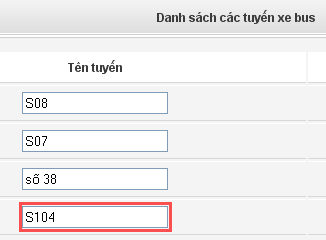 Danh sách các tuyến xe bus
Tên tuyến
S08
S07
số 38
S104